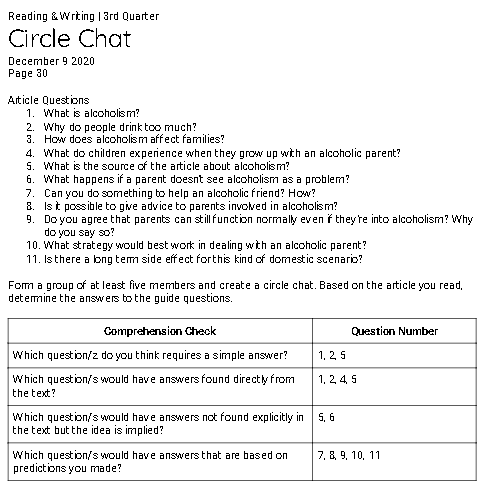 Reading & Writing | 3rd Quarter
Circle Chat
December 9 2020
Page 30
Article Questions
1. What is alcoholism?
2. Why do people drink too much?
3. How does alcoholism affect families?
4. What do children experience when they grow up with an alcoholic parent?
5. What is the source of the article about alcoholism?
6. What happens if a parent doesn't see alcoholism as a problem?
7. Can you do something to help an alcoholic friend? How?
8. Is it possible to give advice to parents involved in alcoholism?
9. Do you agree that parents can still function normally even if they're into alcoholism? Why
do you say so?
10. What strategy would best work in dealing with an alcoholic parent?
11. Is there a long term side effect for this kind of domestic scenario?
Form a group of at least five members and create a circle chat. Based on the article you read,
determine the answers to the guide questions.
Comprehension Check Question Number
Which question/z do you think requires a simple answer? 1, 2, 5
Which question/s would have answers found directly from 1, 2, 4, 5
the text?
Which question/s would have answers not found explicitly in 5, 6
the text but the idea is implied?
Which question/s would have answers that are based on 7, 8, 9, 10, 11
predictions you made?